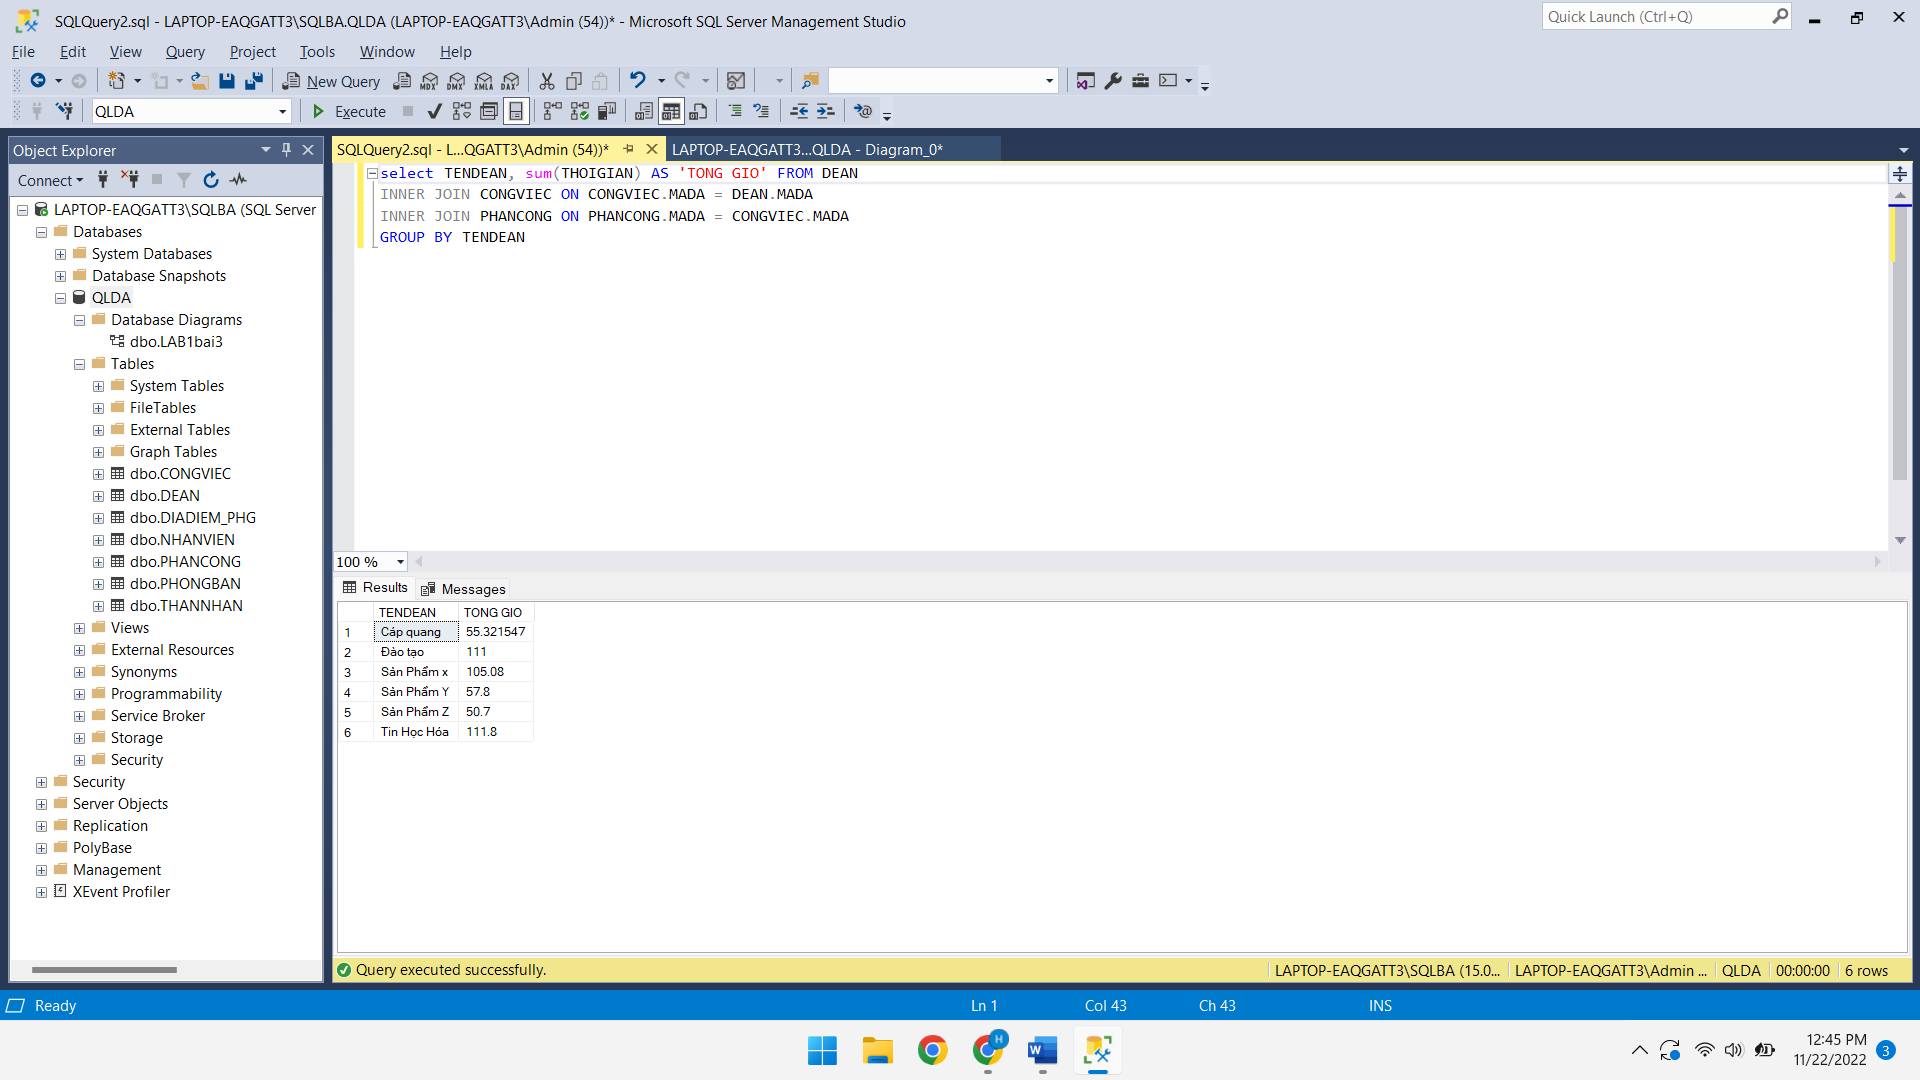 SQLQuery2.sql - LAPTOP-EAQGATT3\SQLBA.QLDA (LAPTOP-EAQGATT3\Admin (54))* - Microsoft SQL Server Management Studio
Quick Launch (Ctrl+Q)
File Edit View Query Project Tools Window Help
New Query MDX DMX XMLA DAX
QLDA Execute
Object Explorer
Connect
LAPTOP-EAQGATT3\SQLBA (SQL Server
Databases
System Databases
Database Snapshots
QLDA
Database Diagrams
dbo.LAB1bai3
Tables
System Tables
FileTables
External Tables
Graph Tables
dbo.CONGVIEC
dbo.DEAN
dbo.DIADIEM_PHG
dbo.NHANVIEN
dbo.PHANCONG
dbo.PHONGBAN
dbo.THANNHAN
Views
External Resources
Synonyms
Programmability
Service Broker
Storage
Security
Security
Server Objects
Replication
PolyBase
Management
XEvent Profiler
SQLQuery2.sql - L...QGATT3\Admin (54))* LAPTOP-EAQGATT3...QLDA - Diagram_0*
select TENDEAN, sum(THOIGIAN) AS 'TONG GIO' FROM DEAN
INNER JOIN CONGVIEC ON CONGVIEC.MADA = DEAN.MADA
INNER JOIN PHANCONG ON PHANCONG.MADA = CONGVIEC.MADA
GROUP BY TENDEAN
100 %
Results Messages
TENDEAN TONG GIO
1 Cáp quang 55.321547
2 Đào tạo 111
3 Sản Phẩm x 105.08
4 Sản Phẩm Y 57.8
5 Sản Phẩm Z 50.7
6 Tin Học Hóa 111.8
Query executed successfully. LAPTOP-EAQGATT3\SQLBA (15.0... LAPTOP-EAQGATT3\Admin ... QLDA 00:00:00 6 rows
Ready Ln 1 Col 43 Ch 43 INS
H
W
12:45 PM
11/22/2022
3